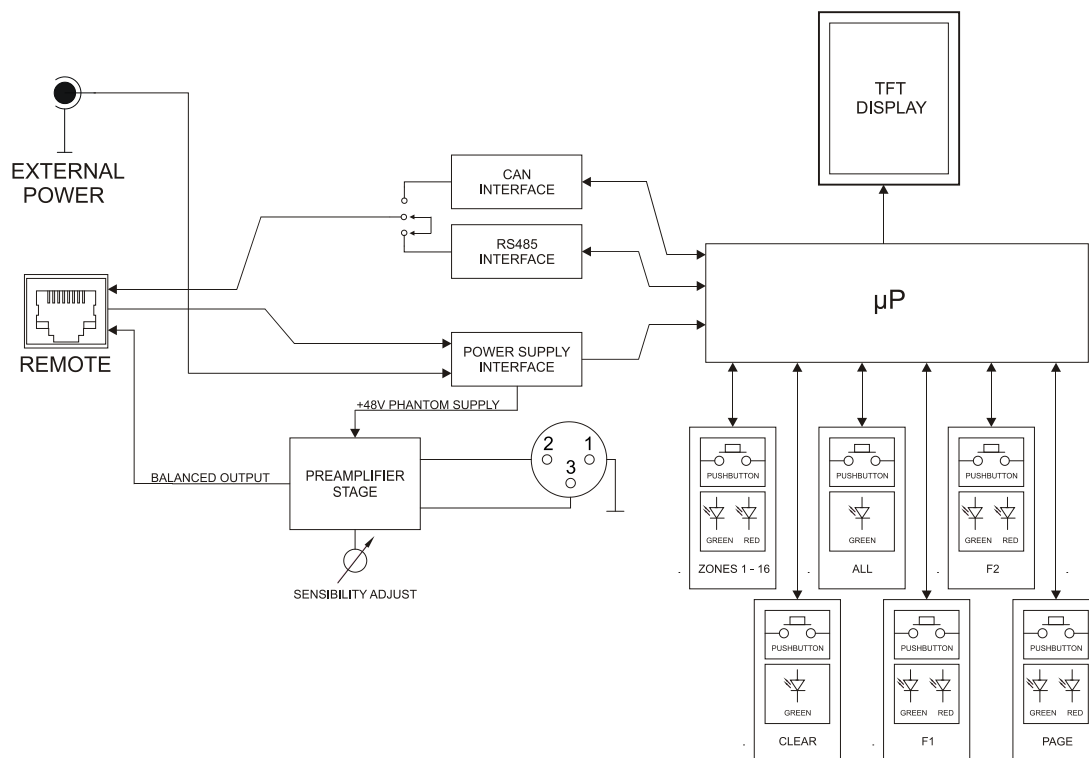 TFT
DISPLAY
EXTERNAL
POWER
CAN
INTERFACE
RS485
INTERFACE
µP
REMOTE
POWER SUPPLY
INTERFACE
+48V PHANTOM SUPPLY
BALANCED OUTPUT
PREAMPLIFIER
STAGE
2
1
3
SENSIBILITY ADJUST
PUSHBUTTON
GREEN
RED
ZONES 1 - 16
PUSHBUTTON
GREEN
ALL
PUSHBUTTON
GREEN
RED
F2
PUSHBUTTON
GREEN
CLEAR
PUSHBUTTON
GREEN
RED
F1
PUSHBUTTON
GREEN
RED
PAGE